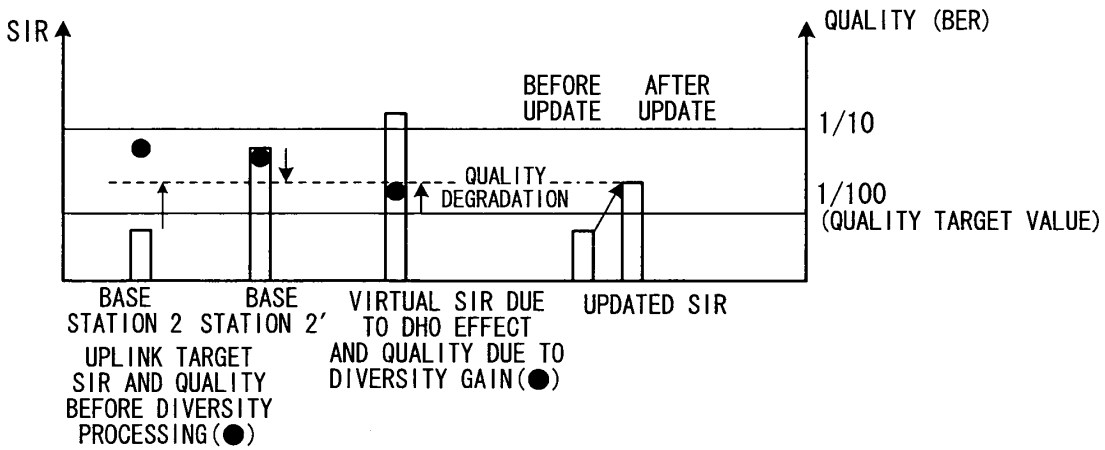 SIR
QUALITY (BER)
BEFORE
UPDATE
AFTER
UPDATE
1/10
QUALITY
DEGRADATION
1/100
(QUALITY TARGET VALUE)
BASE
STATION 2
BASE
STATION 2'
VIRTUAL SIR DUE
TO DHO EFFECT
AND QUALITY DUE TO
DIVERSITY GAIN(●)
UPDATED SIR
UPLINK TARGET
SIR AND QUALITY
BEFORE DIVERSITY
PROCESSING(●)